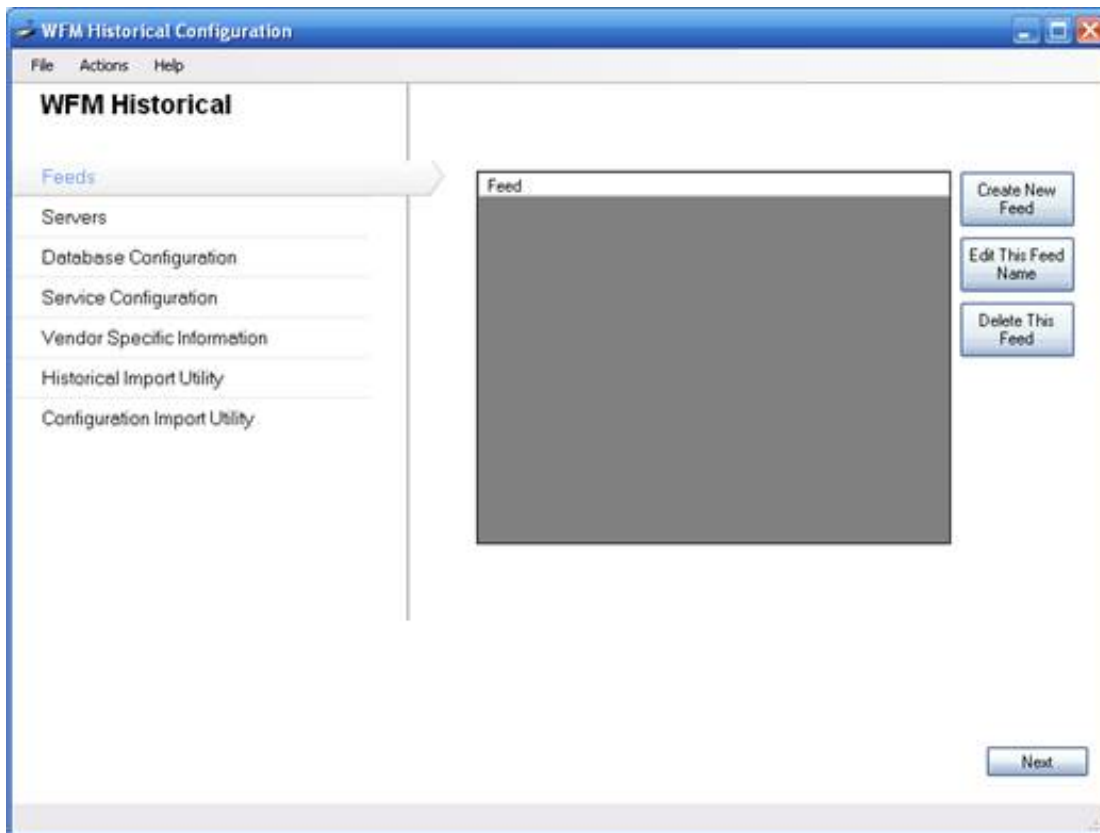 WFM Historical Configuration
File Actions Help
WFM Historical
Feeds
Servers
Database Configuration
Service Configuration
Vendor Specific Information
Historical Import Utility
Configuration Import Utility
Feed
Create New
Feed
Edit This Feed
Name
Delete This
Feed
Next